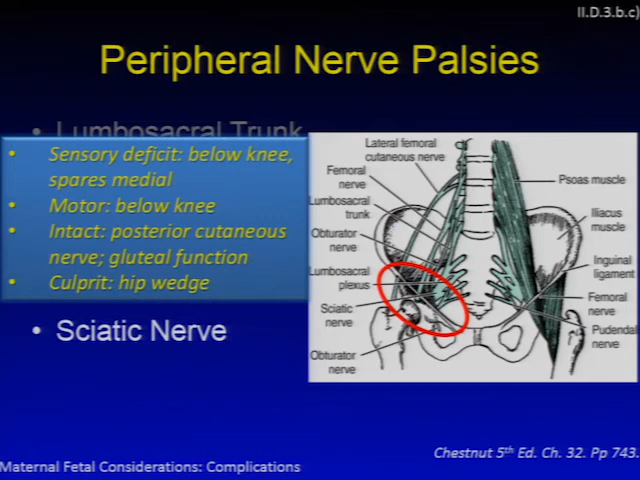 II.D.3.b.c)
Peripheral Nerve Palsies
• Lumbosacral Trunk
• Sensory deficit: below knee,
spares medial
• Motor: below knee
• Intact: posterior cutaneous
nerve; gluteal function
• Culprit: hip wedge
• Sciatic Nerve
Lateral femoral
cutaneous nerve
Femoral
nerve
Lumbosacral
trunk
Obturator
nerve
Lumbosacral
plexus
Sciatic
nerve
Obturator
nerve
Psoas muscle
Iliacus
muscle
Inguinal
ligament
Femoral
nerve
Pudendal
nerve
Chestnut 5th Ed. Ch. 32. Pp 743.
Maternal Fetal Considerations: Complications